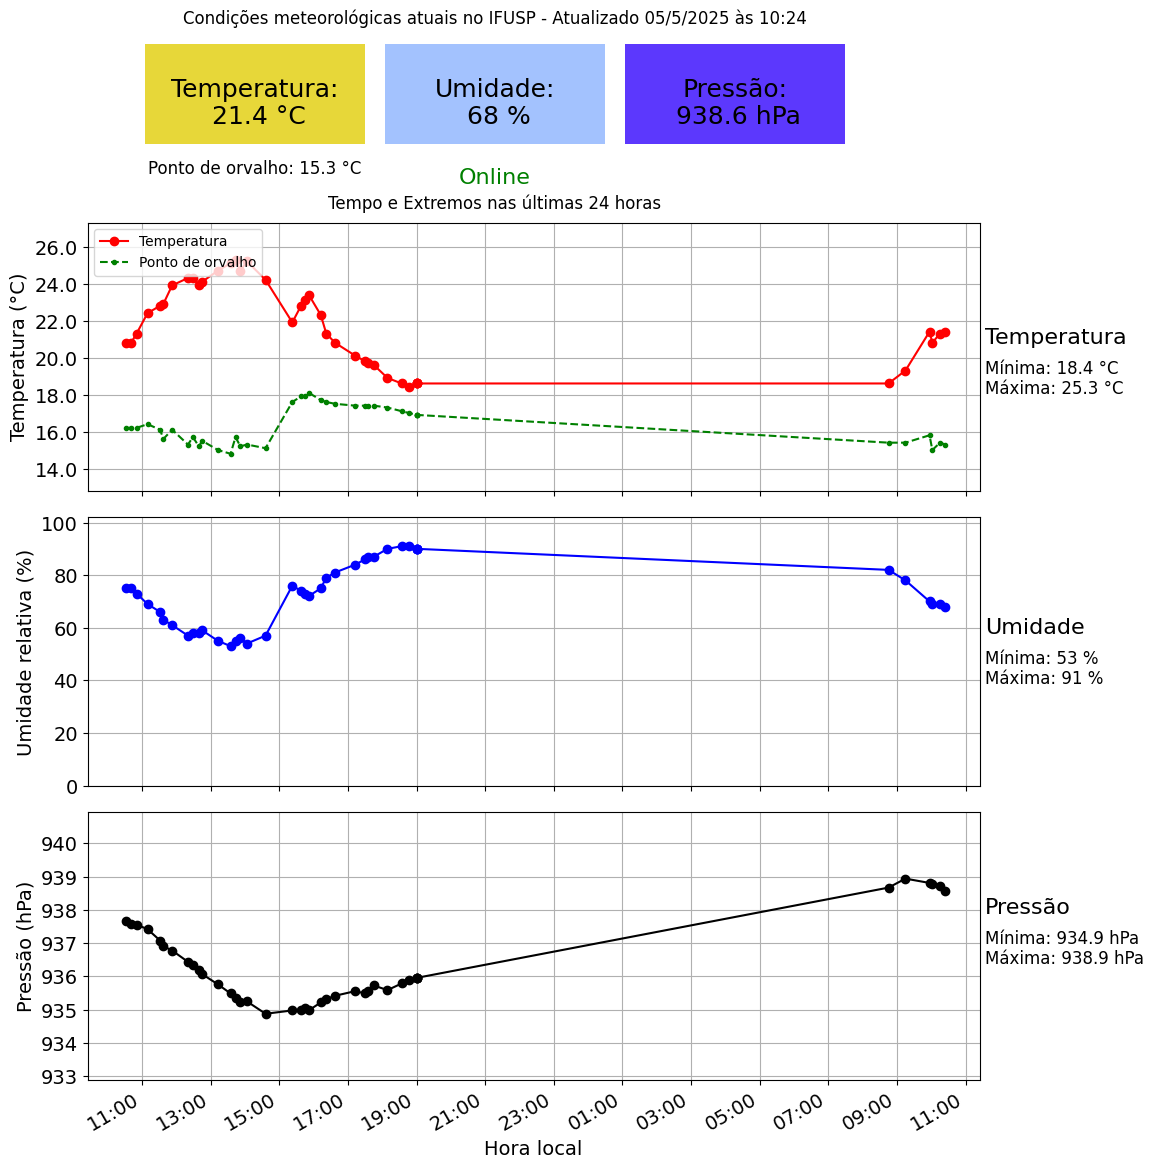 Condições meteorológicas atuais no IFUSP - Atualizado 05/5/2025 às 10:24
Temperatura:
21.4 °C
Umidade:
68 %
Pressão:
938.6 hPa
Ponto de orvalho: 15.3 °C
Online
Tempo e Extremos nas últimas 24 horas
Temperatura
Ponto de orvalho
Temperatura (°C)
26.0
24.0
22.0
20.0
18.0
16.0
14.0
Temperatura
Mínima: 18.4 °C
Máxima: 25.3 °C
Umidade relativa (%)
100
80
60
40
20
0
Umidade
Mínima: 53 %
Máxima: 91 %
Pressão (hPa)
940
939
938
937
936
935
934
933
Pressão
Mínima: 934.9 hPa
Máxima: 938.9 hPa
11:00 13:00 15:00 17:00 19:00 21:00 23:00 01:00 03:00 05:00 07:00 09:00 11:00
Hora local